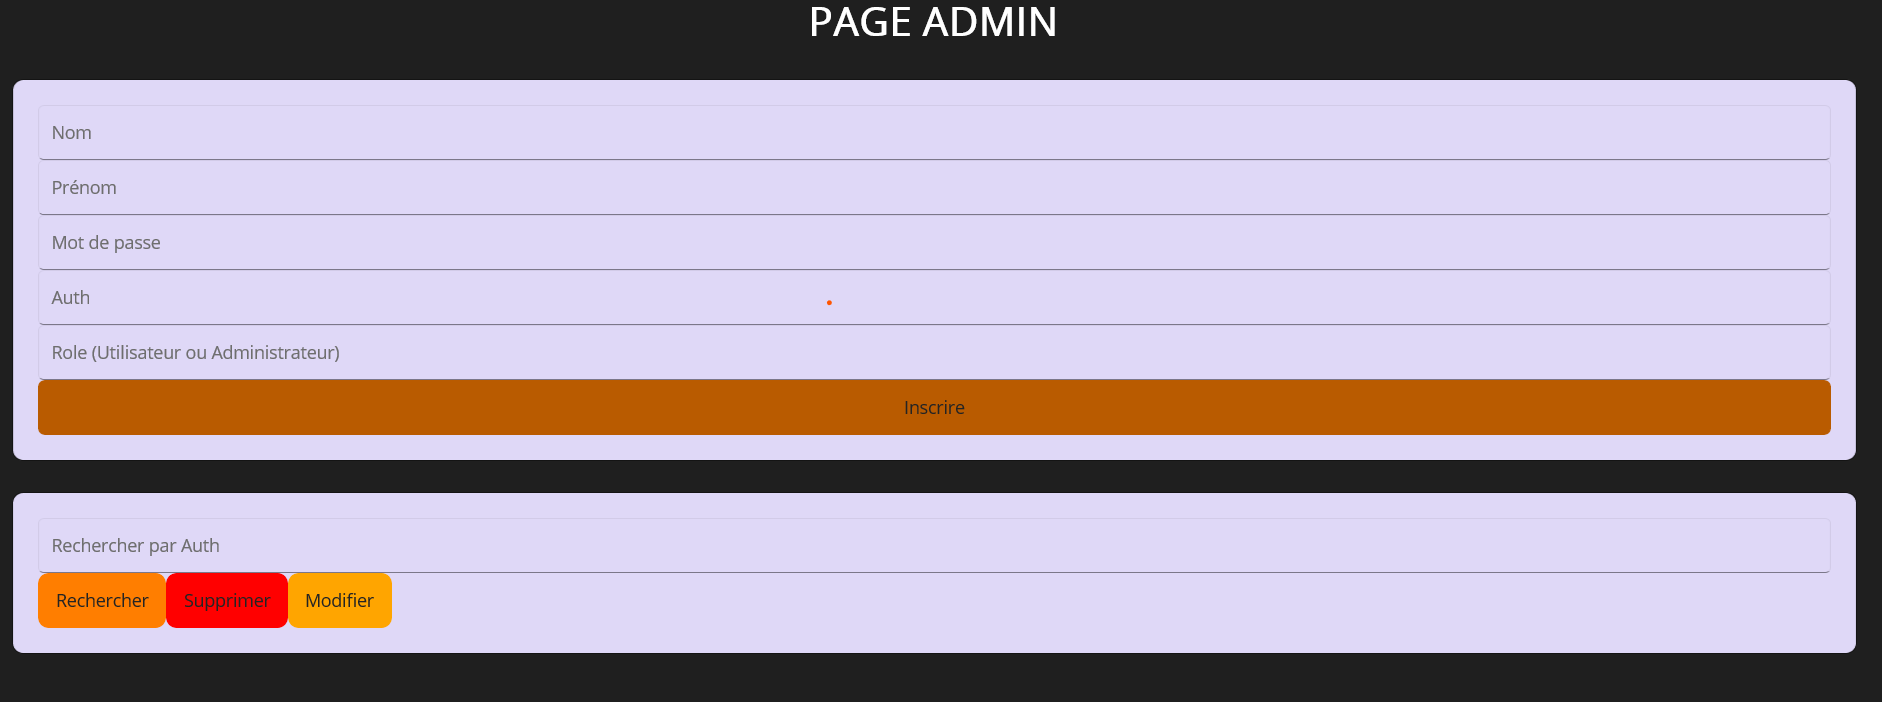 PAGE ADMIN
Nom
Prénom
Mot de passe
Auth
Role (Utilisateur ou Administrateur)
Inscrire
Rechercher par Auth
Rechercher Supprimer Modifier